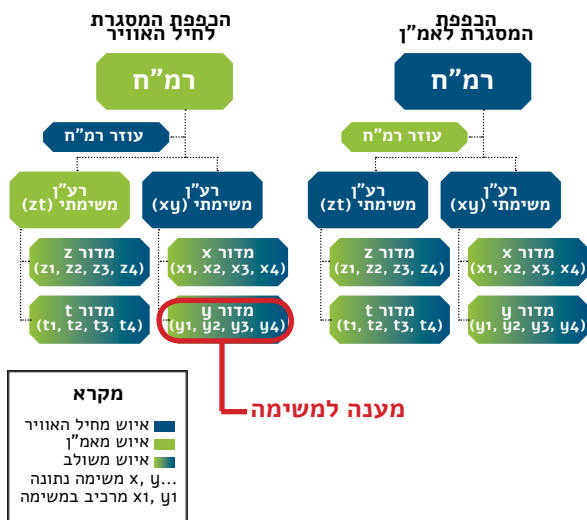 הכפפת המסגרת
לחיל האוויר
רמ"ח
עוזר רמ"ח
רע"ן
משימתי (xy)
רע"ן
משימתי (zt)
מדור x
(x1, x2, x3, x4)
מדור z
(z1, z2, z3, z4)
מדור y
(y1, y2, y3, y4)
מדור t
(t1, t2, t3, t4)
הכפפת
המסגרת לאמ"ן
רמ"ח
עוזר רמ"ח
רע"ן
משימתי (xy)
רע"ן
משימתי (zt)
מדור x
(x1, x2, x3, x4)
מדור z
(z1, z2, z3, z4)
מדור y
(y1, y2, y3, y4)
מדור t
(t1, t2, t3, t4)
מענה למשימה
מקרא
איוש מחיל האוויר
איוש מאמ"ן
איוש משולב
x, y... משימה נתונה
x1, y1 מרכיב במשימה